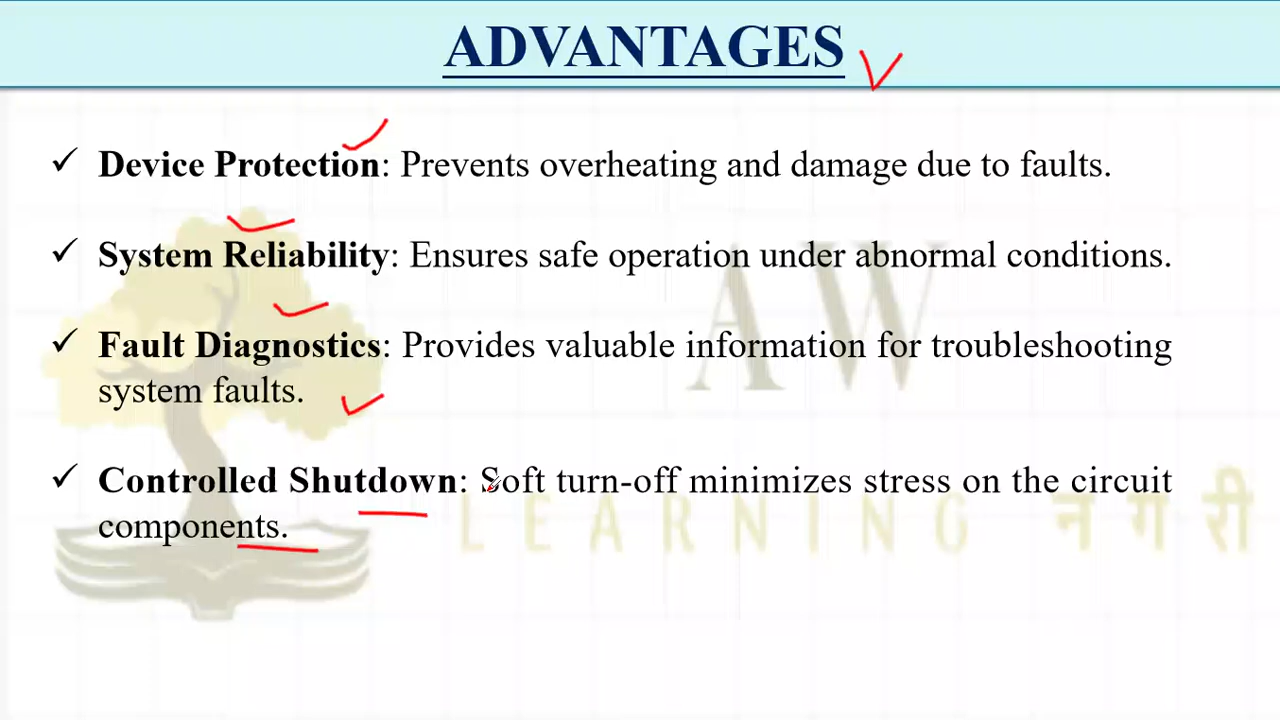 ADVANTAGES
✓ Device Protection: Prevents overheating and damage due to faults.
✓ System Reliability: Ensures safe operation under abnormal conditions.
✓ Fault Diagnostics: Provides valuable information for troubleshooting
system faults.
✓ Controlled Shutdown: Soft turn-off minimizes stress on the circuit
components.
AW
LEARNING नगरी